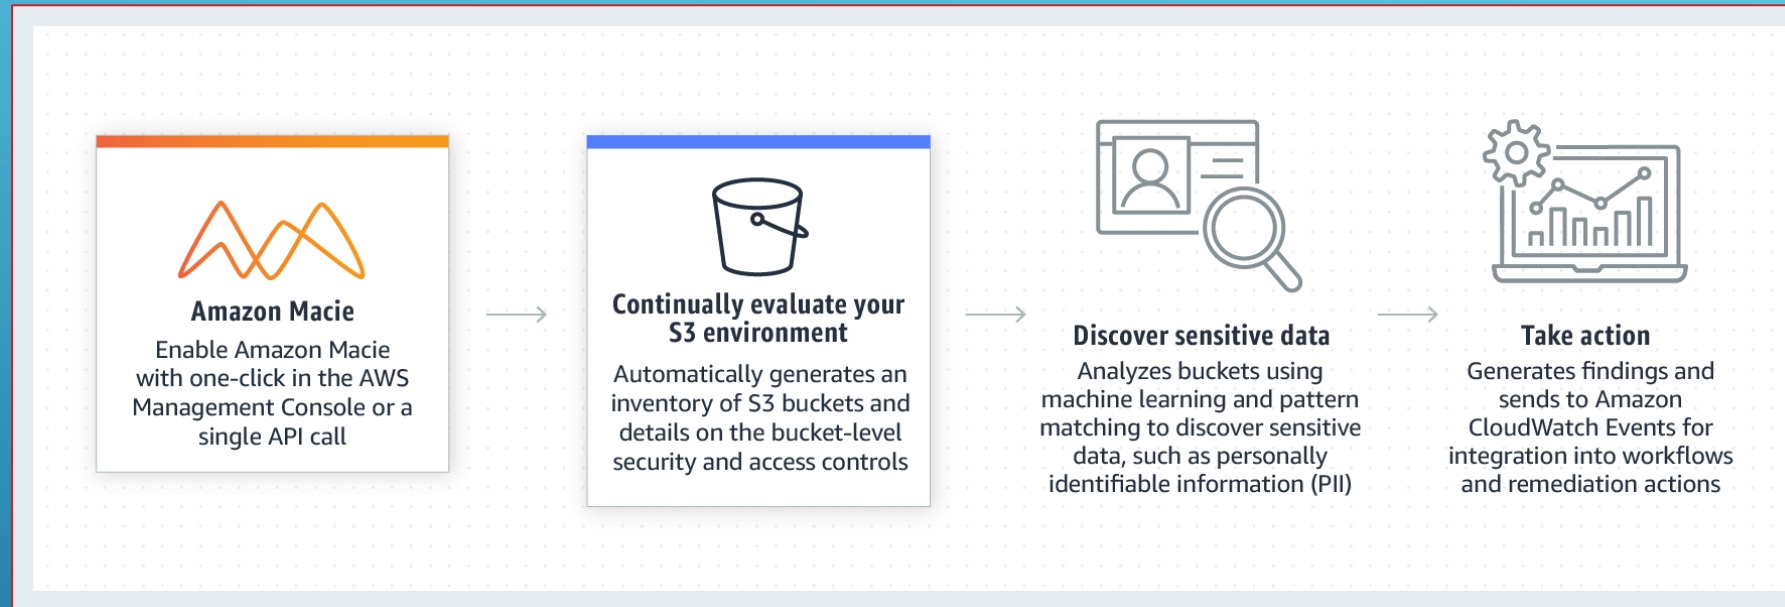 Amazon Macie
Enable Amazon Macie
with one-click in the AWS
Management Console or a
single API call
Continually evaluate your
S3 environment
Automatically generates an
inventory of S3 buckets and
details on the bucket-level
security and access controls
Discover sensitive data
Analyzes buckets using
machine learning and pattern
matching to discover sensitive
data, such as personally
identifiable information (PII)
Take action
Generates findings and
sends to Amazon
CloudWatch Events for
integration into workflows
and remediation actions